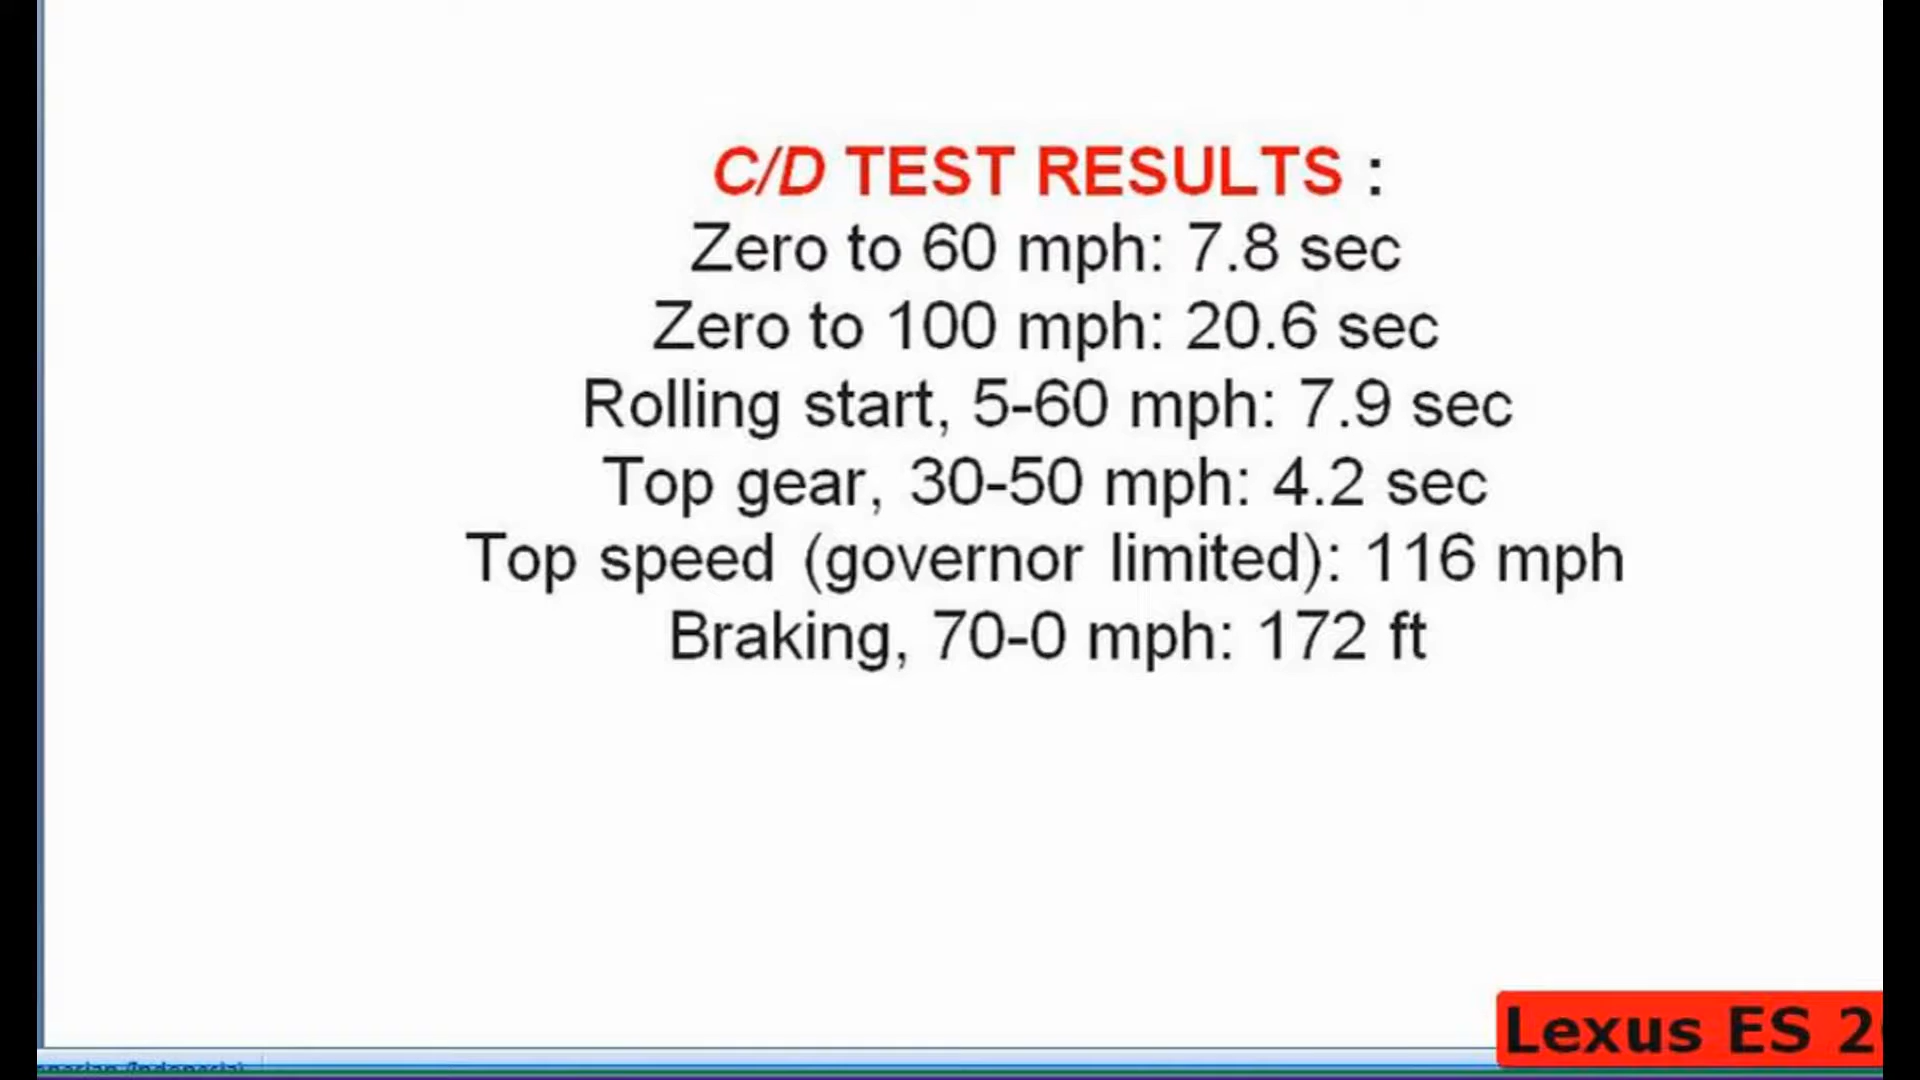 C/D TEST RESULTS :
Zero to 60 mph: 7.8 sec
Zero to 100 mph: 20.6 sec
Rolling start, 5-60 mph: 7.9 sec
Top gear, 30-50 mph: 4.2 sec
Top speed (governor limited): 116 mph
Braking, 70-0 mph: 172 ft
Lexus ES 2
(Indonesia)